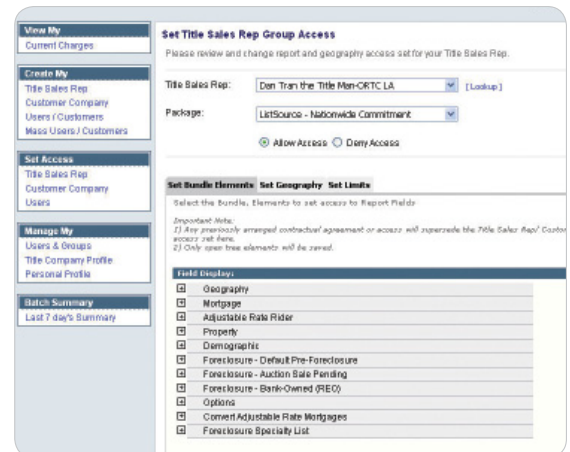 View My
Current Charges
Create My
Title Sales Rep
Customer Company
Users / Customers
Mass Users / Customers
Set Access
Title Sales Rep
Customer Company
Users
Manage My
Users & Groups
Title Company Profile
Personal Profile
Batch Summary
Last 7 day's Summary
Set Title Sales Rep Group Access
Please review and change report and geography access set for your Title Sales Rep.
Title Sales Rep: Dan Tran the Title Man-ORTC LA [Lookup]
Package: ListSource - Nationwide Commitment
Allow Access Deny Access
Set Bundle Elements Set Geography Set Limits
Select the Bundle, Elements to set access to Report Fields
Important Note:
1) Any previously arranged contractual agreement or access will supersede the Title Sales Rep/ Custo
access set here.
2) Only open tree elements will be saved.
Field Display:
Geography
Mortgage
Adjustable Rate Rider
Property
Demographic
Foreclosure - Default Pre-Foreclosure
Foreclosure - Auction Sale Pending
Foreclosure - Bank-Owned (REO)
Options
Convert Adjustable Rate Mortgages
Foreclosure Specialty List